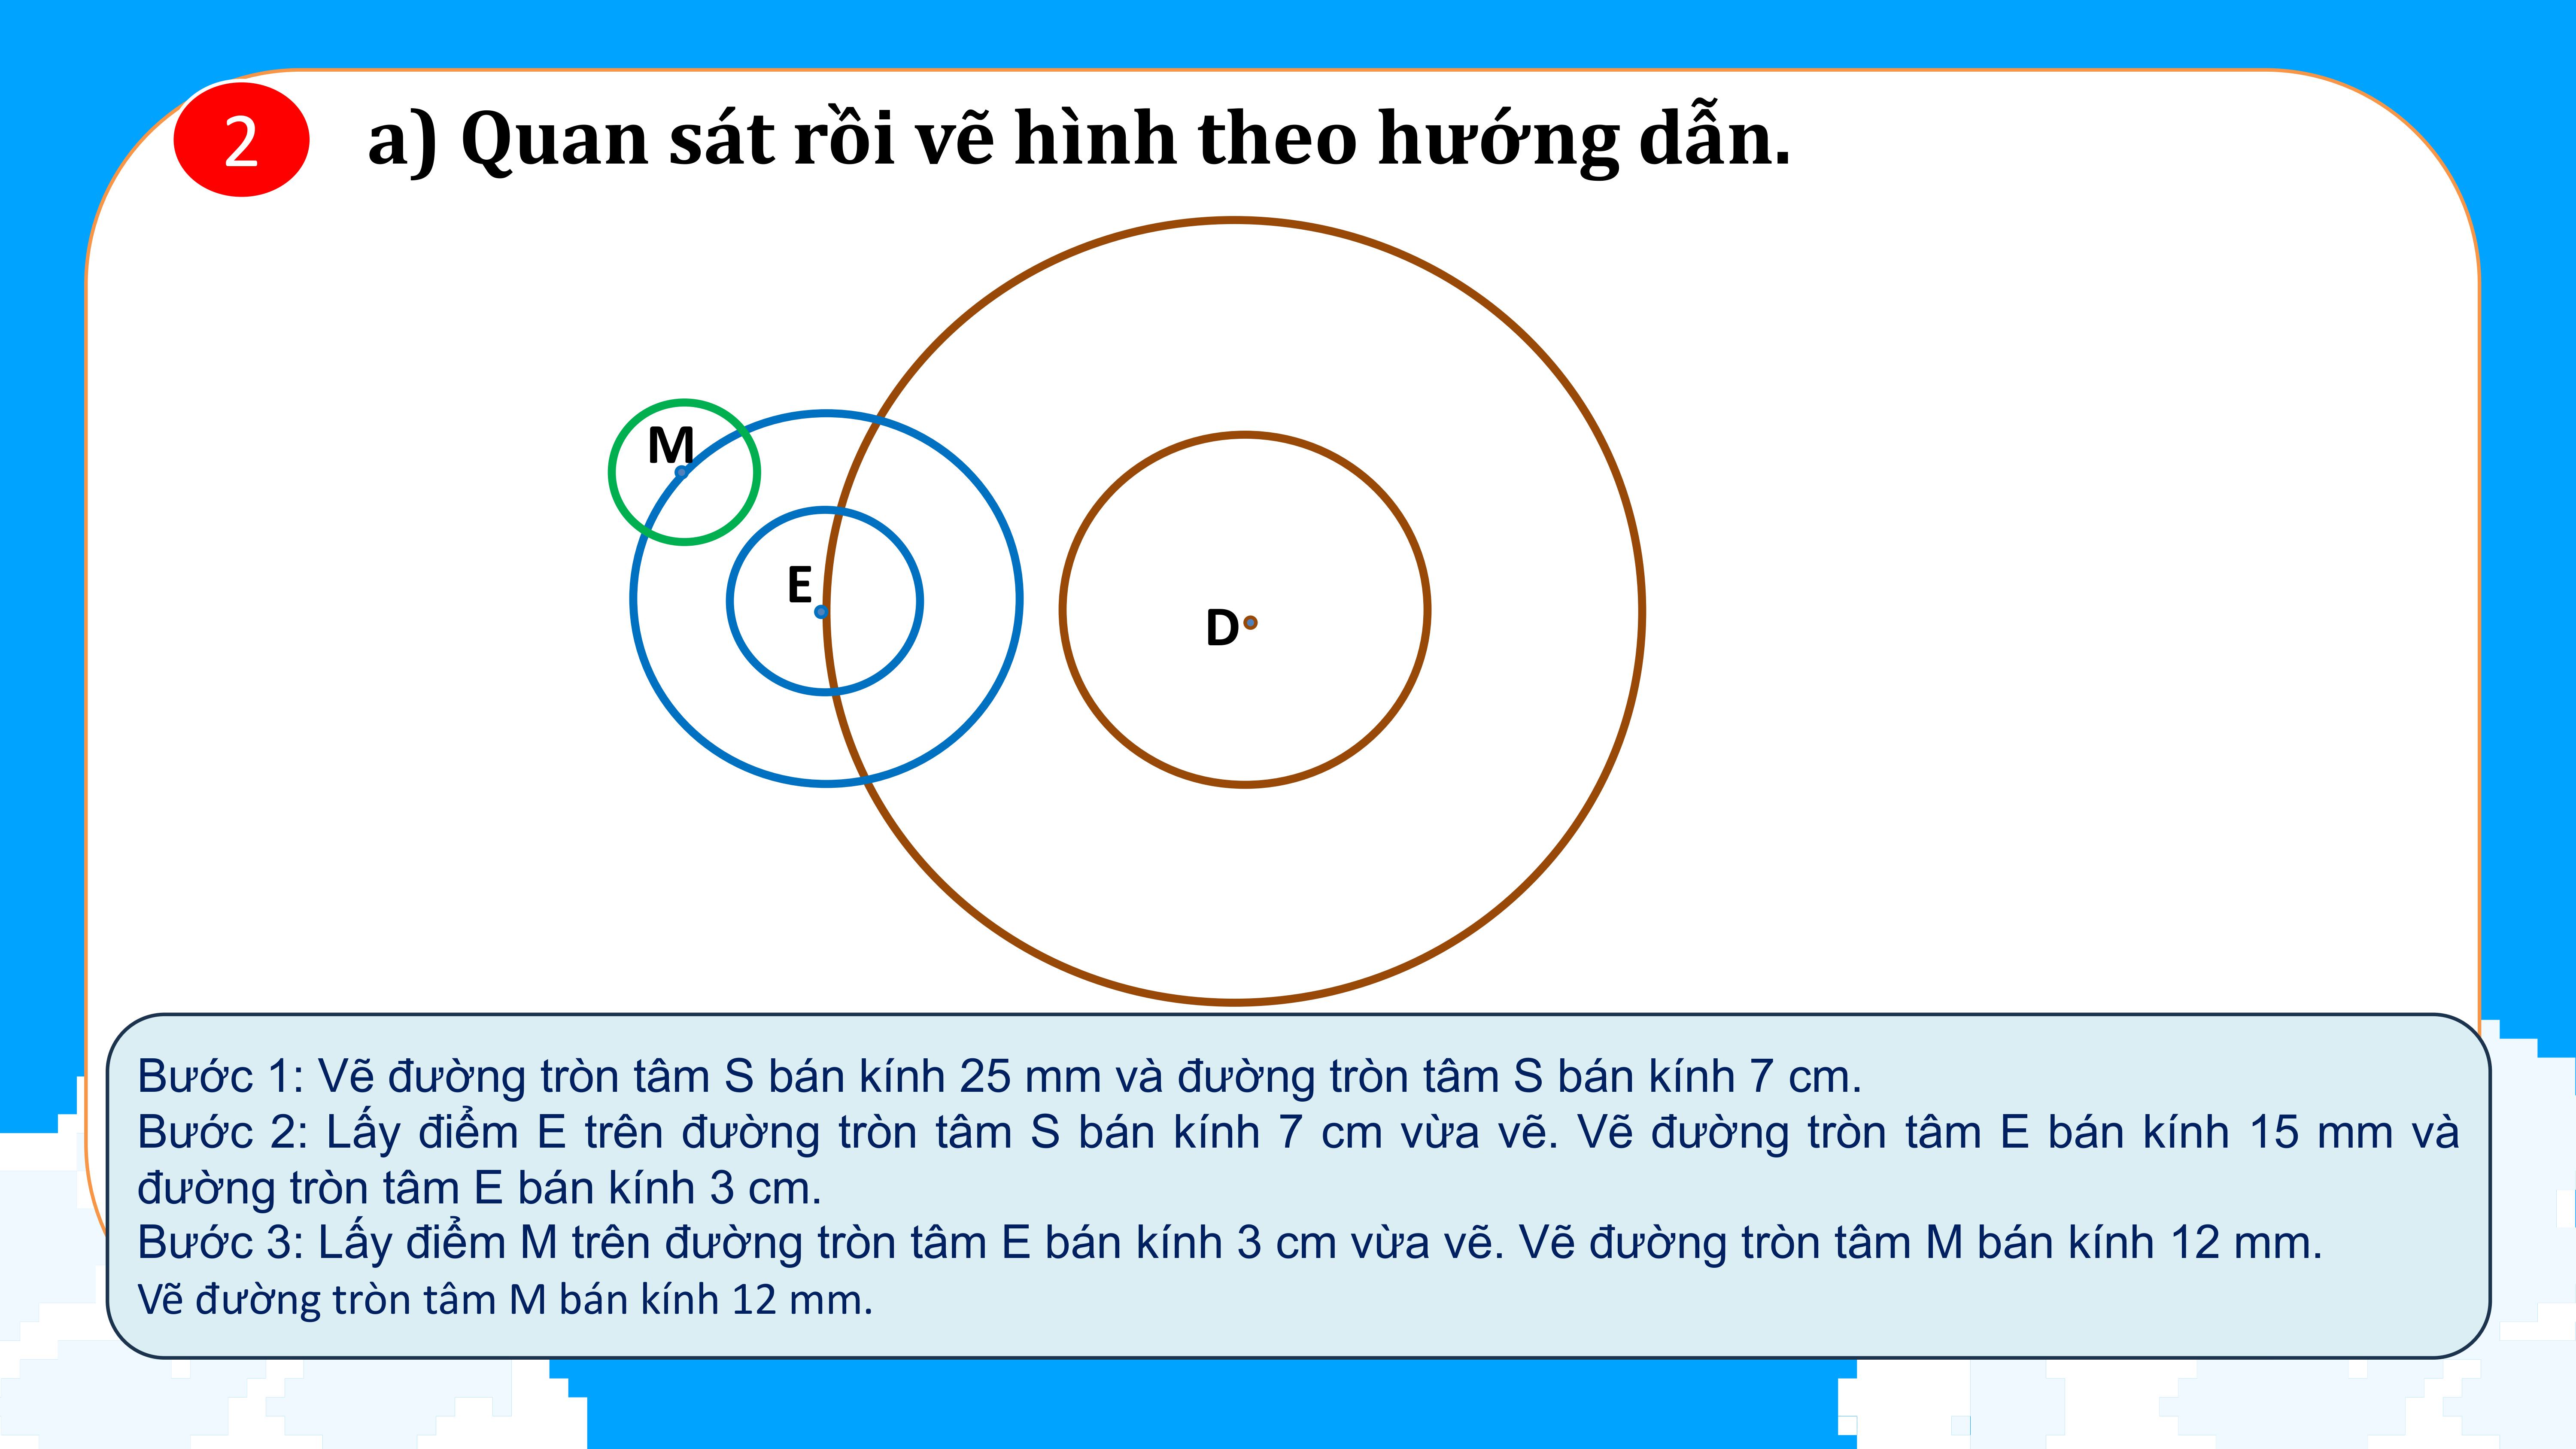 2
a) Quan sát rồi vẽ hình theo hướng dẫn.
M
E
D
Bước 1: Vẽ đường tròn tâm S bán kính 25 mm và đường tròn tâm S bán kính 7 cm.
Bước 2: Lấy điểm E trên đường tròn tâm S bán kính 7 cm vừa vẽ. Vẽ đường tròn tâm E bán kính 15 mm và
đường tròn tâm E bán kính 3 cm.
Bước 3: Lấy điểm M trên đường tròn tâm E bán kính 3 cm vừa vẽ. Vẽ đường tròn tâm M bán kính 12 mm.
Vẽ đường tròn tâm M bán kính 12 mm.